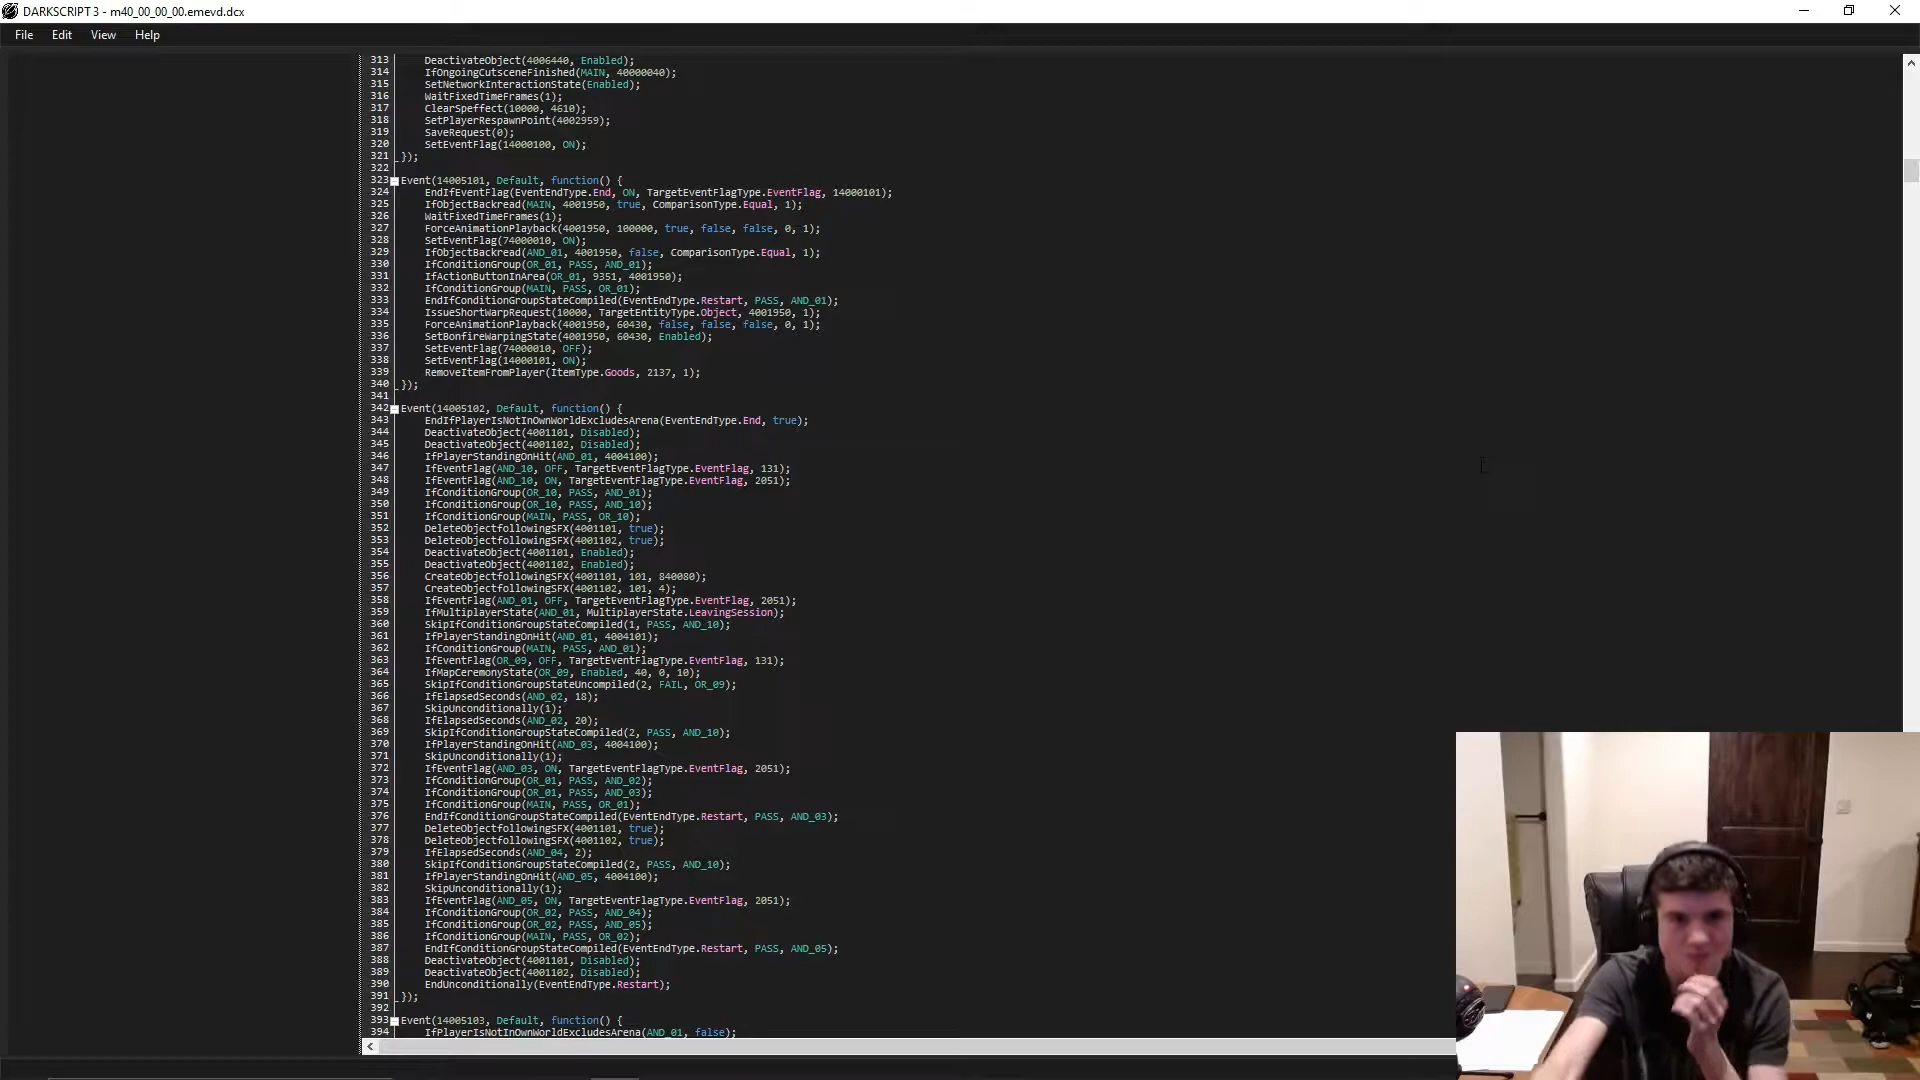 DARKSCRIPT 3 - m40_00_00_00.emevd.dcx
File Edit View Help
313 DeactivateObject(4006440, Enabled);
314 IfOngoingCutsceneFinished(MAIN, 40000040);
315 SetNetworkInteractionState(Enabled);
316 WaitFixedTimeFrames(1);
317 ClearSpeffect(10000, 4610);
318 SetPlayerRespawnPoint(4002959);
319 SaveRequest(0);
320 SetEventFlag(14000100, ON);
321 });
322
323 Event(14005101, Default, function() {
324 EndIfEventFlag(EventEndType.End, ON, TargetEventFlagType.EventFlag, 14000101);
325 IfObjectBackread(MAIN, 4001950, true, ComparisonType.Equal, 1);
326 WaitFixedTimeFrames(1);
327 ForceAnimationPlayback(4001950, 100000, true, false, false, 0, 1);
328 SetEventFlag(74000010, ON);
329 IfObjectBackread(AND_01, 4001950, false, ComparisonType.Equal, 1);
330 IfConditionGroup(OR_01, PASS, AND_01);
331 IfActionButtonInArea(OR_01, 9351, 4001950);
332 IfConditionGroup(MAIN, PASS, OR_01);
333 EndIfConditionGroupStateCompiled(EventEndType.Restart, PASS, AND_01);
334 IssueShortWarpRequest(10000, TargetEntityType.Object, 4001950, 1);
335 ForceAnimationPlayback(4001950, 60430, false, false, false, 0, 1);
336 SetBonfireWarpingState(4001950, 60430, Enabled);
337 SetEventFlag(74000010, OFF);
338 SetEventFlag(14000101, ON);
339 RemoveItemFromPlayer(ItemType.Goods, 2137, 1);
340 });
341
342 Event(14005102, Default, function() {
343 EndIfPlayerIsNotInOwnWorldExcludesArena(EventEndType.End, true);
344 DeactivateObject(4001101, Disabled);
345 DeactivateObject(4001102, Disabled);
346 IfPlayerStandingOnHit(AND_01, 4004100);
347 IfEventFlag(AND_10, OFF, TargetEventFlagType.EventFlag, 131);
348 IfEventFlag(AND_10, ON, TargetEventFlagType.EventFlag, 2051);
349 IfConditionGroup(OR_10, PASS, AND_01);
350 IfConditionGroup(OR_10, PASS, AND_10);
351 IfConditionGroup(MAIN, PASS, OR_10);
352 DeleteObjectfollowingSFX(4001101, true);
353 DeleteObjectfollowingSFX(4001102, true);
354 DeactivateObject(4001101, Enabled);
355 DeactivateObject(4001102, Enabled);
356 CreateObjectfollowingSFX(4001101, 101, 840080);
357 CreateObjectfollowingSFX(4001102, 101, 4);
358 IfEventFlag(AND_01, OFF, TargetEventFlagType.EventFlag, 2051);
359 IfMultiplayerState(AND_01, MultiplayerState.LeavingSession);
360 SkipIfConditionGroupStateCompiled(1, PASS, AND_10);
361 IfPlayerStandingOnHit(AND_01, 4004101);
362 IfConditionGroup(MAIN, PASS, AND_01);
363 IfEventFlag(OR_09, OFF, TargetEventFlagType.EventFlag, 131);
364 IfMapCeremonyState(OR_09, Enabled, 40, 0, 10);
365 SkipIfConditionGroupStateUncompiled(2, FAIL, OR_09);
366 IfElapsedSeconds(AND_02, 18);
367 SkipUnconditionally(1);
368 IfElapsedSeconds(AND_02, 20);
369 SkipIfConditionGroupStateCompiled(2, PASS, AND_10);
370 IfPlayerStandingOnHit(AND_03, 4004100);
371 SkipUnconditionally(1);
372 IfEventFlag(AND_03, ON, TargetEventFlagType.EventFlag, 2051);
373 IfConditionGroup(OR_01, PASS, AND_02);
374 IfConditionGroup(OR_01, PASS, AND_03);
375 IfConditionGroup(MAIN, PASS, OR_01);
376 EndIfConditionGroupStateCompiled(EventEndType.Restart, PASS, AND_03);
377 DeleteObjectfollowingSFX(4001101, true);
378 DeleteObjectfollowingSFX(4001102, true);
379 IfElapsedSeconds(AND_04, 2);
380 SkipIfConditionGroupStateCompiled(2, PASS, AND_10);
381 IfPlayerStandingOnHit(AND_05, 4004100);
382 SkipUnconditionally(1);
383 IfEventFlag(AND_05, ON, TargetEventFlagType.EventFlag, 2051);
384 IfConditionGroup(OR_02, PASS, AND_04);
385 IfConditionGroup(OR_02, PASS, AND_05);
386 IfConditionGroup(MAIN, PASS, OR_02);
387 EndIfConditionGroupStateCompiled(EventEndType.Restart, PASS, AND_05);
388 DeactivateObject(4001101, Disabled);
389 DeactivateObject(4001102, Disabled);
390 EndUnconditionally(EventEndType.Restart);
391 });
392
393 Event(14005103, Default, function() {
394 IfPlayerIsNotInOwnWorldExcludesArena(AND_01, false);